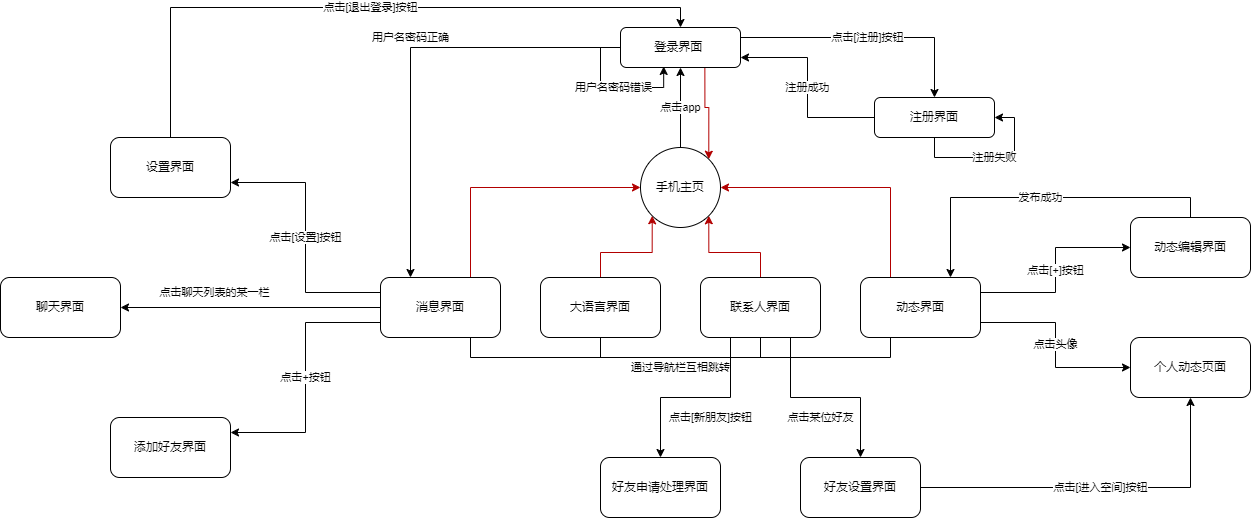 点击[退出登录]按钮
用户名密码正确
登录界面
点击[注册]按钮
用户名密码错误
注册成功
点击app
注册界面
注册失败
设置界面
手机主页
发布成功
点击[设置]按钮
动态编辑界面
点击[+]按钮
点击聊天列表的某一栏
聊天界面
消息界面
大语言界面
联系人界面
动态界面
点击头像
通过导航栏互相跳转
个人动态页面
点击+按钮
点击[新朋友]按钮
点击某位好友
添加好友界面
好友申请处理界面
好友设置界面
点击[进入空间]按钮